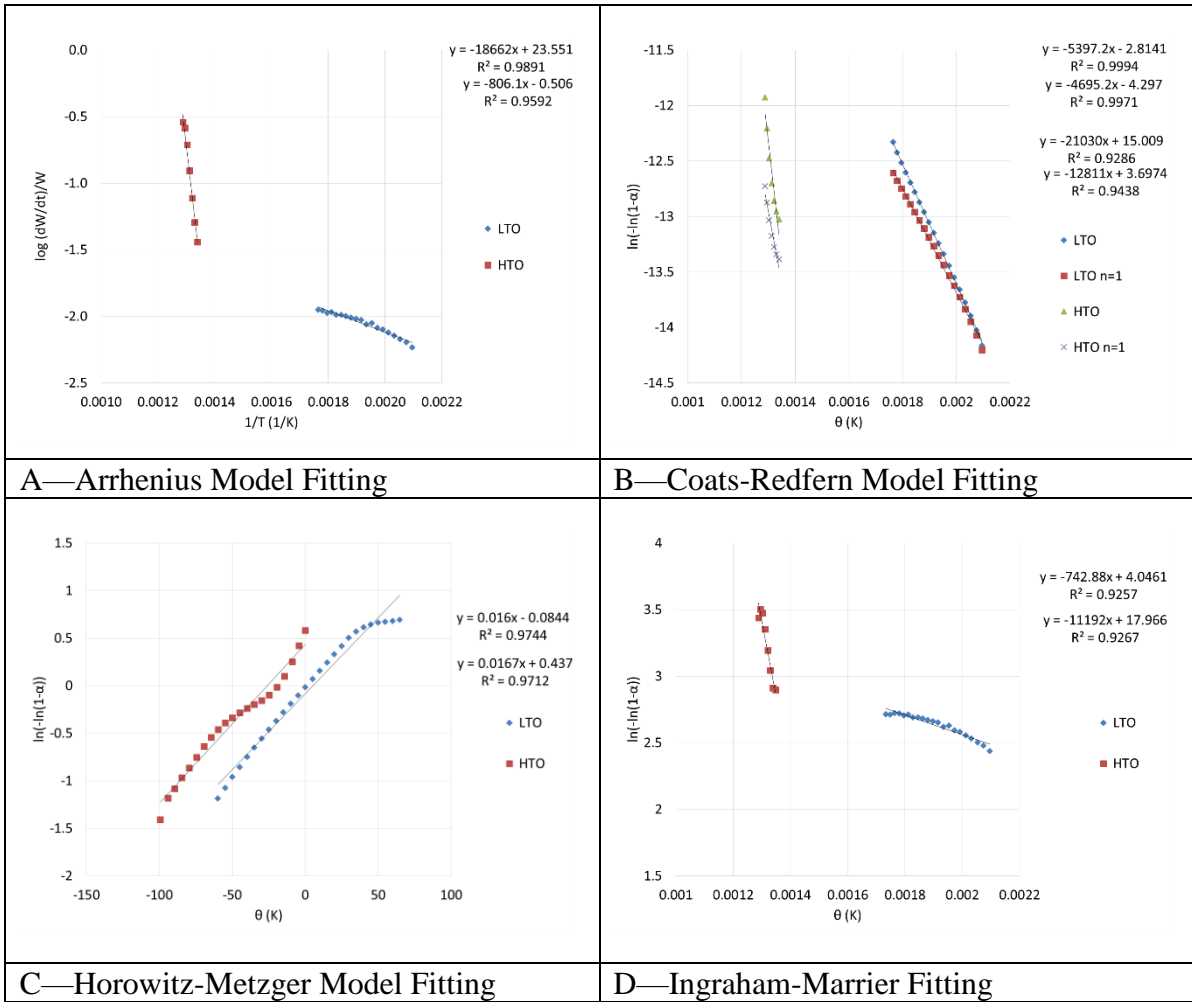 0.0
-0.5
-1.0
-1.5
-2.0
-2.5
0.0010 0.0012 0.0014 0.0016 0.0018 0.0020 0.0022
log (dW/dt)/W
1/T (1/K)
y = -18662x + 23.551
R² = 0.9891
y = -806.1x - 0.506
R² = 0.9592
LTO
HTO
A—Arrhenius Model Fitting
-11.5
-12
-12.5
-13
-13.5
-14
-14.5
0.001 0.0012 0.0014 0.0016 0.0018 0.002 0.0022
ln(-ln(1-α))
θ (K)
y = -5397.2x - 2.8141
R² = 0.9994
y = -4695.2x - 4.297
R² = 0.9971
y = -21030x + 15.009
R² = 0.9286
y = -12811x + 3.6974
R² = 0.9438
LTO
LTO n=1
HTO
HTO n=1
B—Coats-Redfern Model Fitting
1.5
1
0.5
0
-0.5
-1
-1.5
-2
-150 -100 -50 0 50 100
ln(-ln(1-α))
θ (K)
y = 0.016x - 0.0844
R² = 0.9744
y = 0.0167x + 0.437
R² = 0.9712
LTO
HTO
C—Horowitz-Metzger Model Fitting
4
3.5
3
2.5
2
1.5
0.001 0.0012 0.0014 0.0016 0.0018 0.002 0.0022
ln(-ln(1-α))
θ (K)
y = -742.88x + 4.0461
R² = 0.9257
y = -11192x + 17.966
R² = 0.9267
LTO
HTO
D—Ingraham-Marrier Fitting